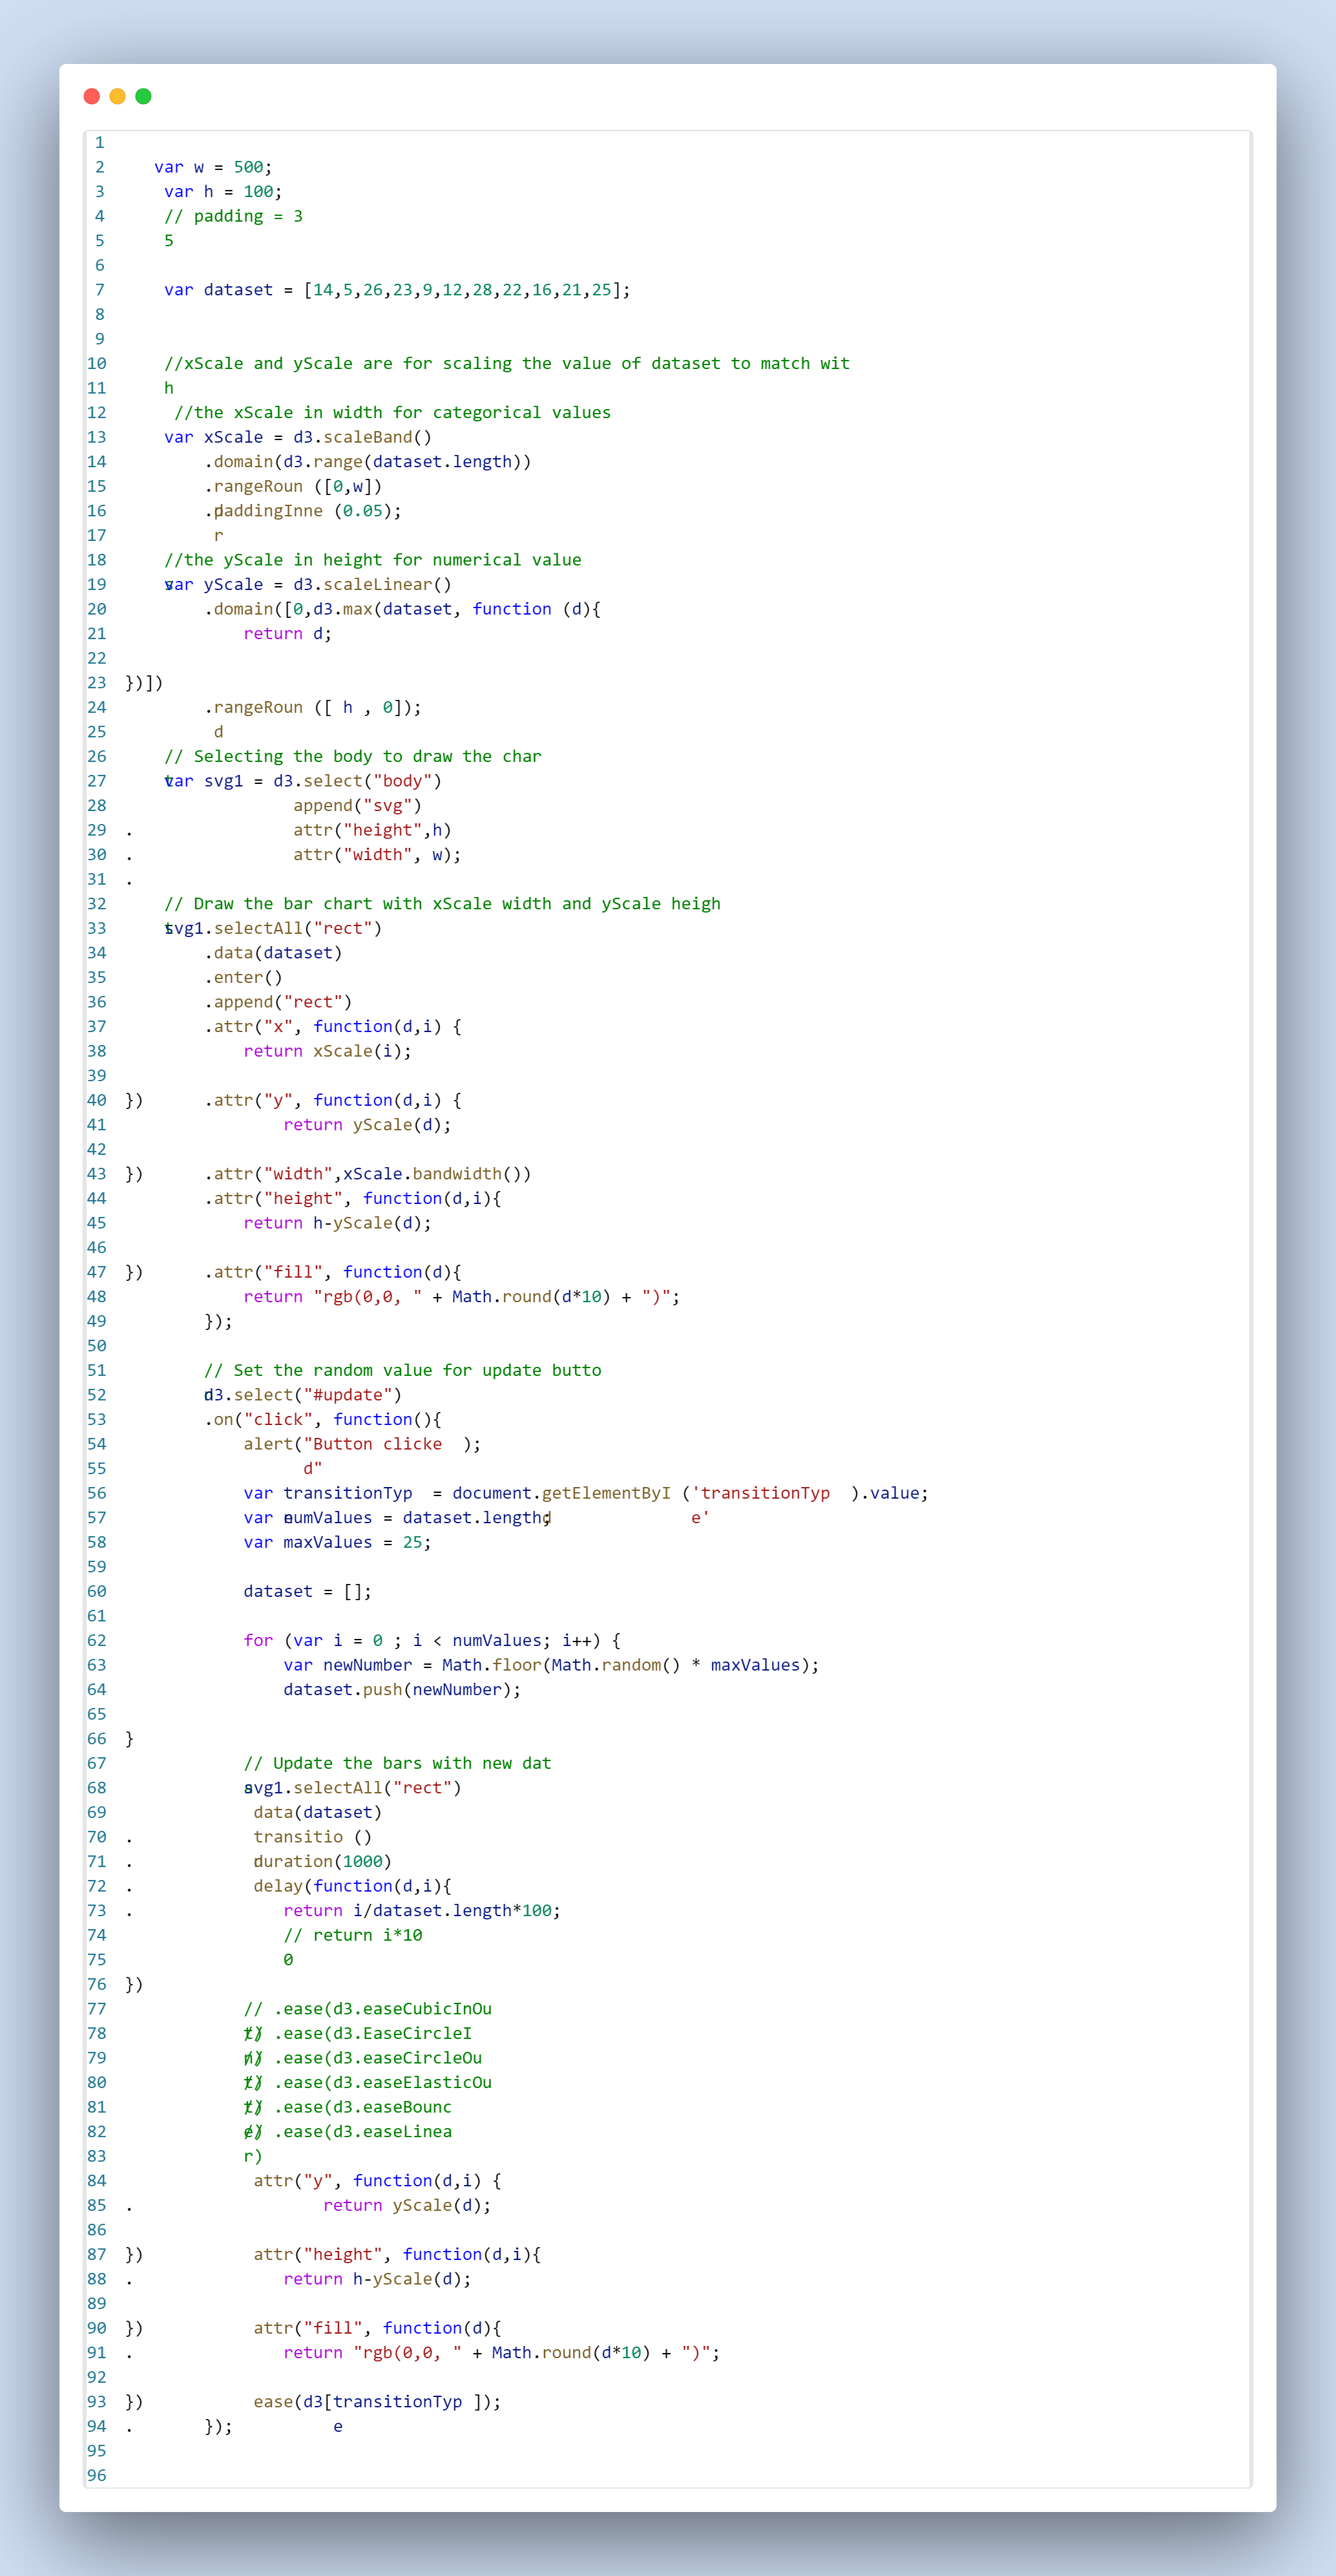 1
2 var w = 500;
3 var h = 100;
4 // padding = 3
5 5
6
7 var dataset = [14,5,26,23,9,12,28,22,16,21,25];
8
9
10 //xScale and yScale are for scaling the value of dataset to match wit
11 h
12 //the xScale in width for categorical values
13 var xScale = d3.scaleBand()
14 .domain(d3.range(dataset.length))
15 .rangeRoun ([0,w])
16 .paddingInne (0.05);
17 r
18 //the yScale in height for numerical value
19 var yScale = d3.scaleLinear()
20 .domain([0,d3.max(dataset, function (d){
21 return d;
22
23 })])
24 .rangeRoun ([ h , 0]);
25 d
26 // Selecting the body to draw the char
27 var svg1 = d3.select("body")
28 append("svg")
29 . attr("height",h)
30 . attr("width", w);
31 .
32 // Draw the bar chart with xScale width and yScale heigh
33 svg1.selectAll("rect")
34 .data(dataset)
35 .enter()
36 .append("rect")
37 .attr("x", function(d,i) {
38 return xScale(i);
39
40 }) .attr("y", function(d,i) {
41 return yScale(d);
42
43 }) .attr("width",xScale.bandwidth())
44 .attr("height", function(d,i){
45 return h-yScale(d);
46
47 }) .attr("fill", function(d){
48 return "rgb(0,0, " + Math.round(d*10) + ")";
49 });
50
51 // Set the random value for update butto
52 d3.select("#update")
53 .on("click", function(){
54 alert("Button clicke );
55 d"
56 var transitionTyp = document.getElementByI ('transitionTyp ).value;
57 var numValues = dataset.length; e'
58 var maxValues = 25;
59
60 dataset = [];
61
62 for (var i = 0 ; i < numValues; i++) {
63 var newNumber = Math.floor(Math.random() * maxValues);
64 dataset.push(newNumber);
65
66 }
67 // Update the bars with new dat
68 svg1.selectAll("rect")
69 data(dataset)
70 . transitio ()
71 . duration(1000)
72 . delay(function(d,i){
73 . return i/dataset.length*100;
74 // return i*10
75 0
76 })
77 // .ease(d3.easeCubicInOu
78 // .ease(d3.EaseCircleI
79 // .ease(d3.easeCircleOu
80 // .ease(d3.easeElasticOu
81 // .ease(d3.easeBounc
82 // .ease(d3.easeLinea
83 r)
84 attr("y", function(d,i) {
85 . return yScale(d);
86
87 }) attr("height", function(d,i){
88 . return h-yScale(d);
89
90 }) attr("fill", function(d){
91 . return "rgb(0,0, " + Math.round(d*10) + ")";
92
93 }) ease(d3[transitionTyp ]);
94 . }); e
95
96